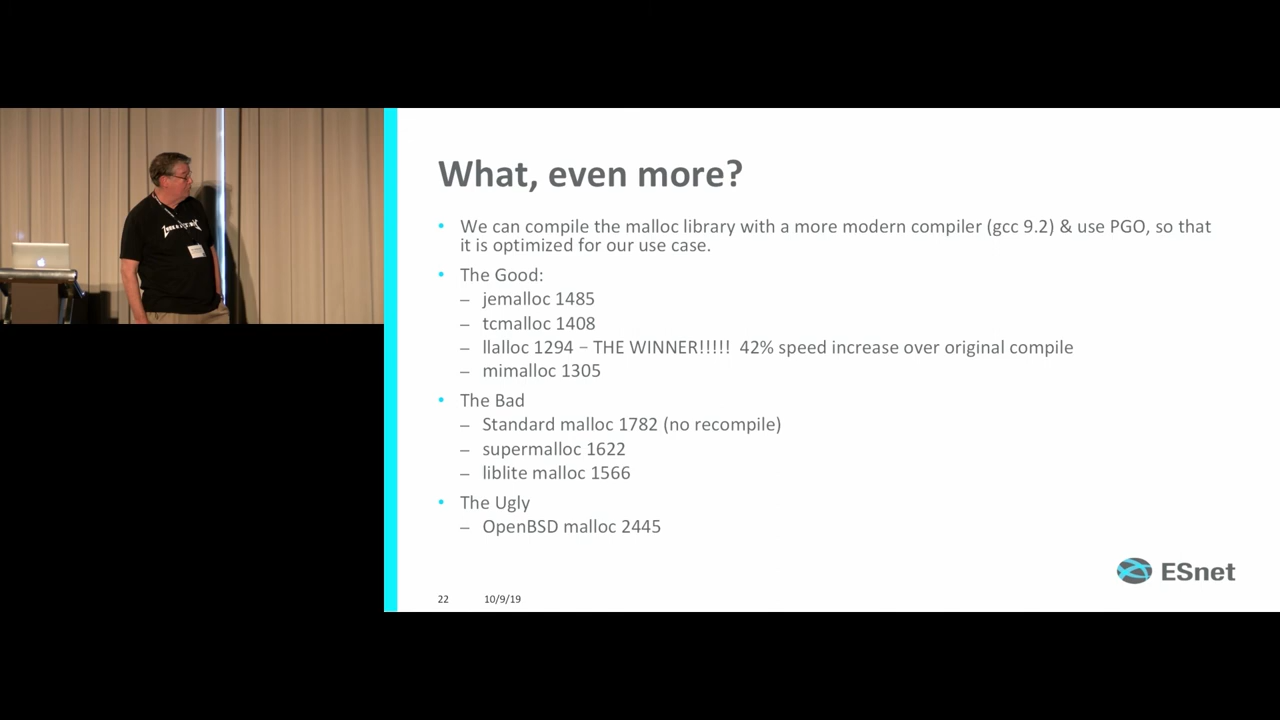 What, even more?
• We can compile the malloc library with a more modern compiler (gcc 9.2) & use PGO, so that
it is optimized for our use case.
• The Good:
– jemalloc 1485
– tcmalloc 1408
– llalloc 1294 – THE WINNER!!!!! 42% speed increase over original compile
– mimalloc 1305
• The Bad
– Standard malloc 1782 (no recompile)
– supermalloc 1622
– liblite malloc 1566
• The Ugly
– OpenBSD malloc 2445
ESnet
22 10/9/19